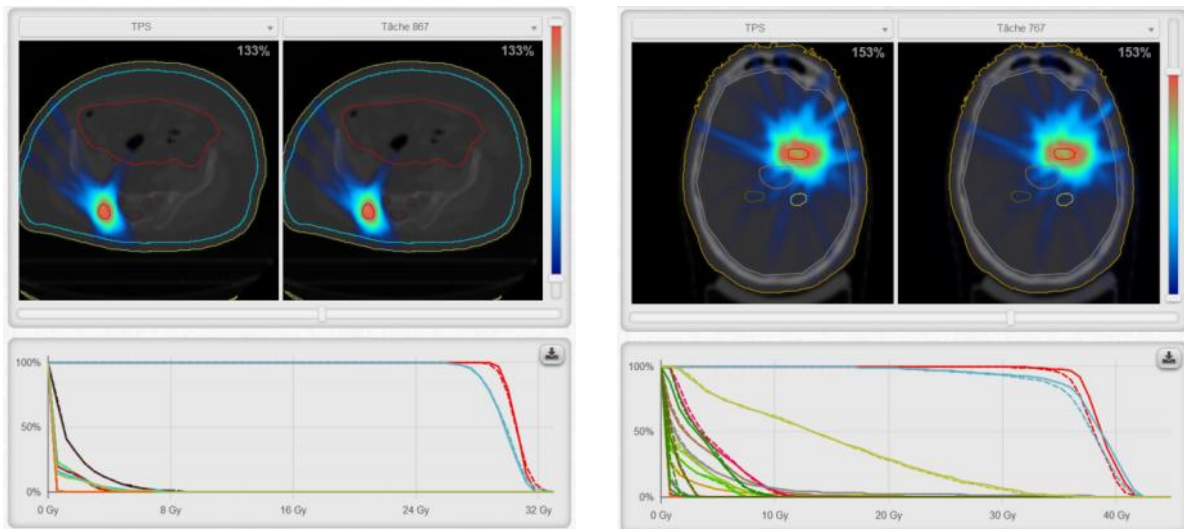 TPS
Tâche 867
133%
133%
100%
50%
0%
0 Gy
8 Gy
16 Gy
24 Gy
32 Gy
TPS
Tâche 767
153%
153%
100%
50%
0%
0 Gy
10 Gy
20 Gy
30 Gy
40 Gy